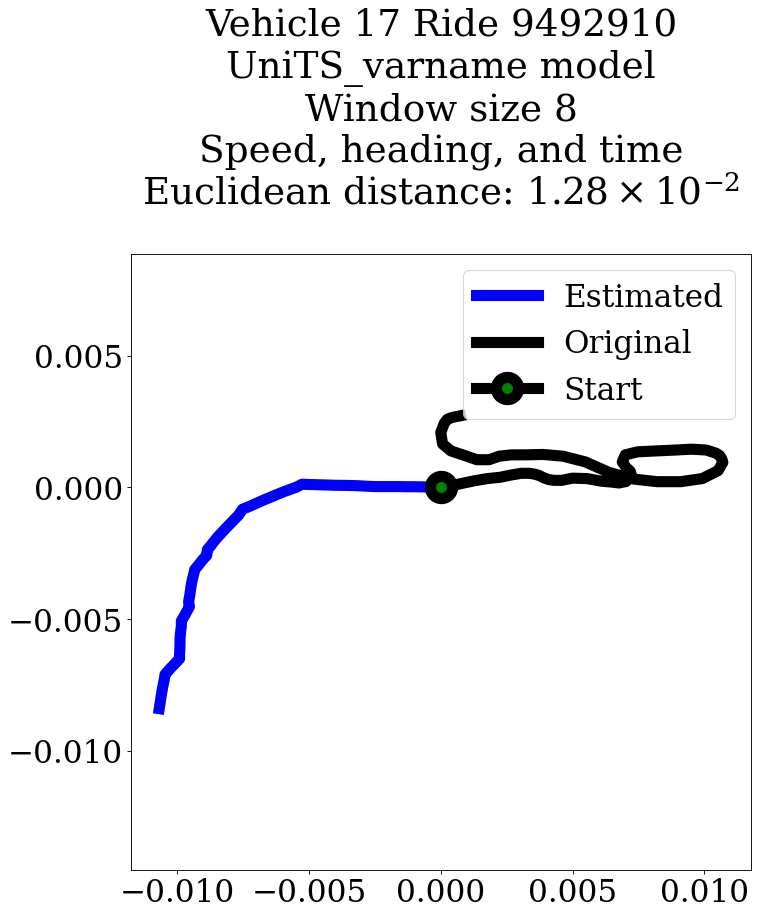 Vehicle 17 Ride 9492910
UniTS_varname model
Window size 8
Speed, heading, and time
Euclidean distance: 1.28 × 10⁻²
Estimated
Original
Start
0.005
0.000
−0.005
−0.010
−0.010 −0.005 0.000 0.005 0.010